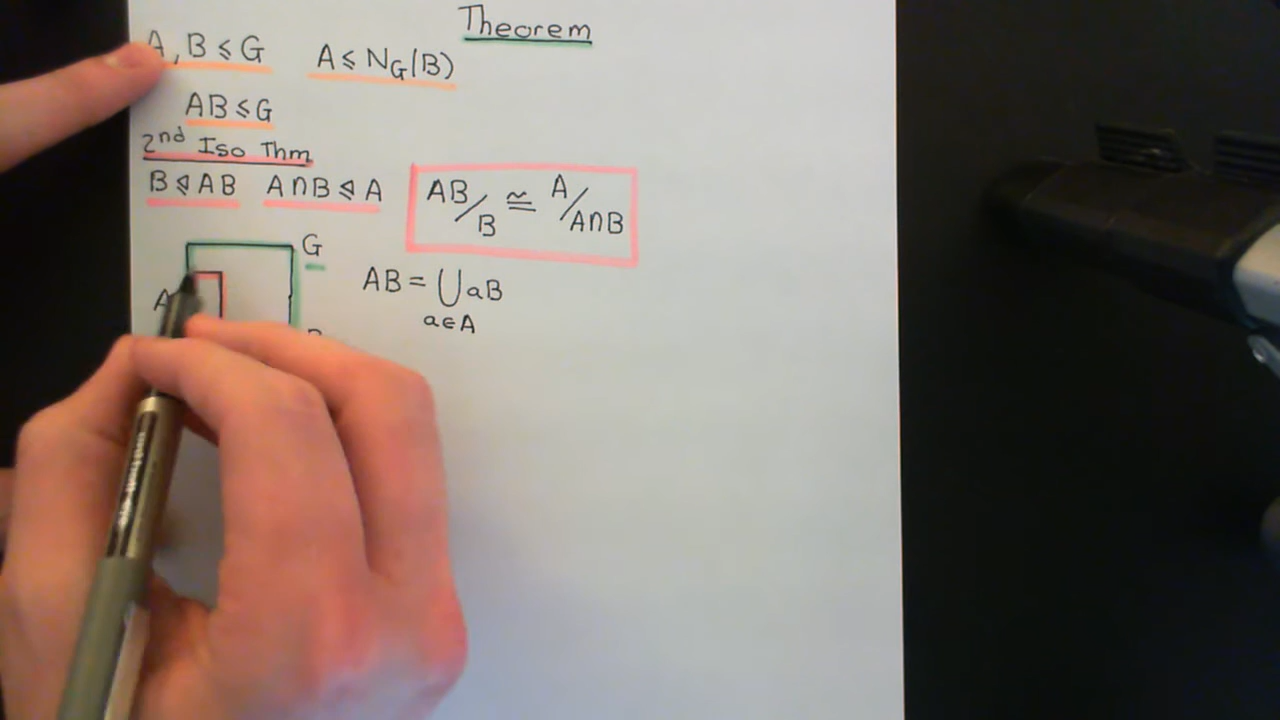 Theorem
A, B ≤ G   A ≤ N_G(B)
AB ≤ G
2nd Iso Thm
B ⊲ AB   A∩B ⊲ A   AB/B ≅ A/A∩B
G
AB = ⋃ aB
a∈A
A